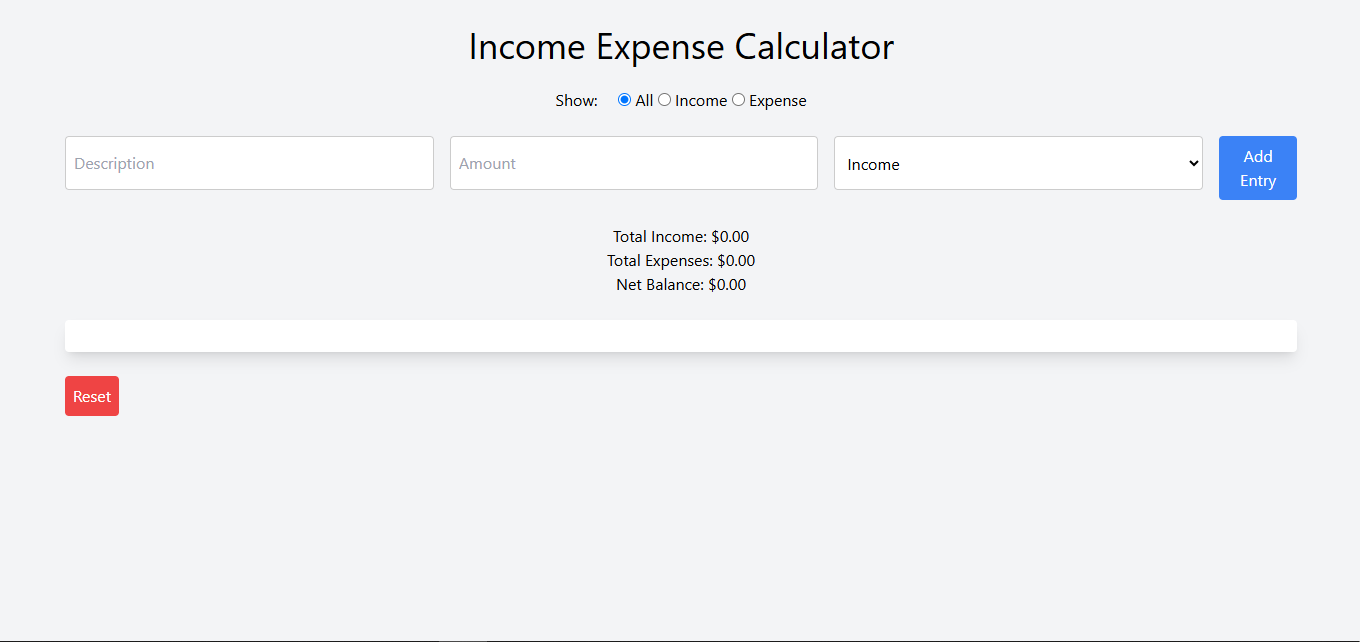 Income Expense Calculator
Show: All Income Expense
Description Amount Income Add
Entry
Total Income: $0.00
Total Expenses: $0.00
Net Balance: $0.00
Reset